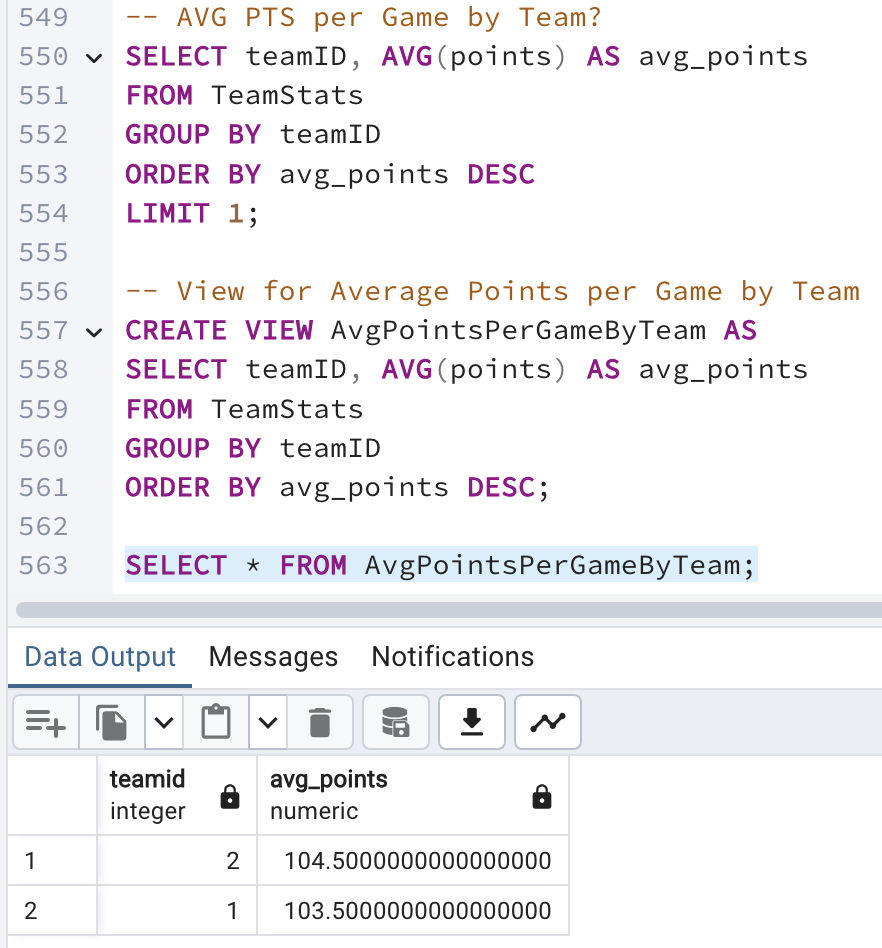 549 -- AVG PTS per Game by Team?
550 SELECT teamID, AVG(points) AS avg_points
551 FROM TeamStats
552 GROUP BY teamID
553 ORDER BY avg_points DESC
554 LIMIT 1;
555
556 -- View for Average Points per Game by Team
557 CREATE VIEW AvgPointsPerGameByTeam AS
558 SELECT teamID, AVG(points) AS avg_points
559 FROM TeamStats
560 GROUP BY teamID
561 ORDER BY avg_points DESC;
562
563 SELECT * FROM AvgPointsPerGameByTeam;
Data Output Messages Notifications
teamid avg_points
integer numeric
1 2 104.5000000000000000
2 1 103.5000000000000000